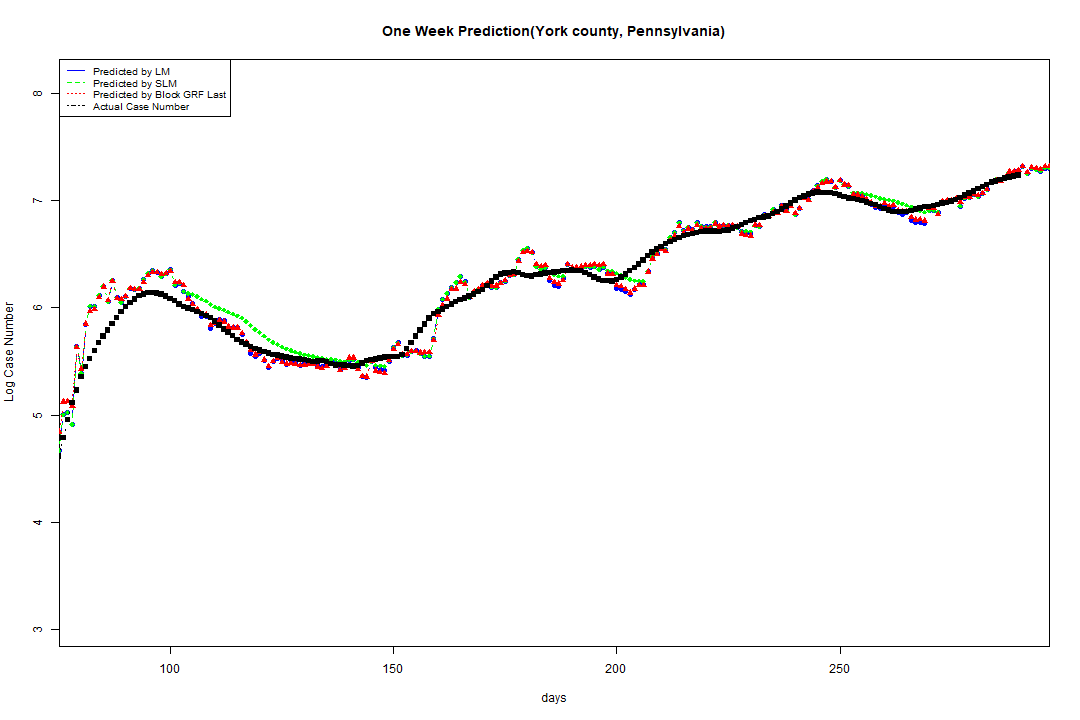 One Week Prediction(York county, Pennsylvania)
Predicted by LM
Predicted by SLM
Predicted by Block GRF Last
Actual Case Number
8
7
6
5
4
3
Log Case Number
100 150 200 250
days